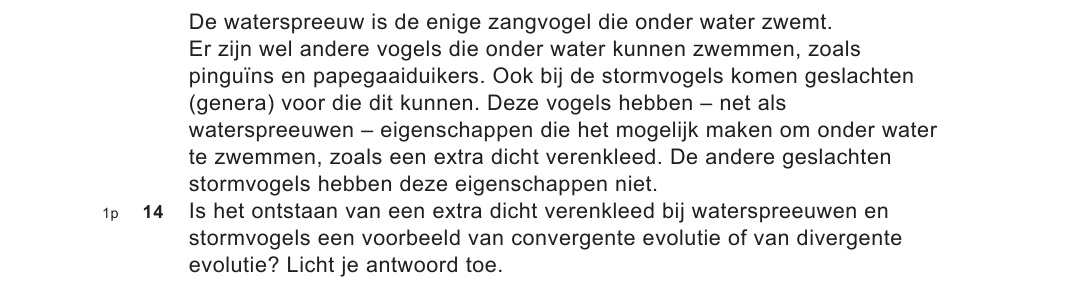 De waterspreeuw is de enige zangvogel die onder water zwemt.
Er zijn wel andere vogels die onder water kunnen zwemmen, zoals
pinguïns en papegaaiduikers. Ook bij de stormvogels komen geslachten
(genera) voor die dit kunnen. Deze vogels hebben – net als
waterspreeuwen – eigenschappen die het mogelijk maken om onder water
te zwemmen, zoals een extra dicht verenkleed. De andere geslachten
stormvogels hebben deze eigenschappen niet.
1p 14 Is het ontstaan van een extra dicht verenkleed bij waterspreeuwen en
stormvogels een voorbeeld van convergente evolutie of van divergente
evolutie? Licht je antwoord toe.